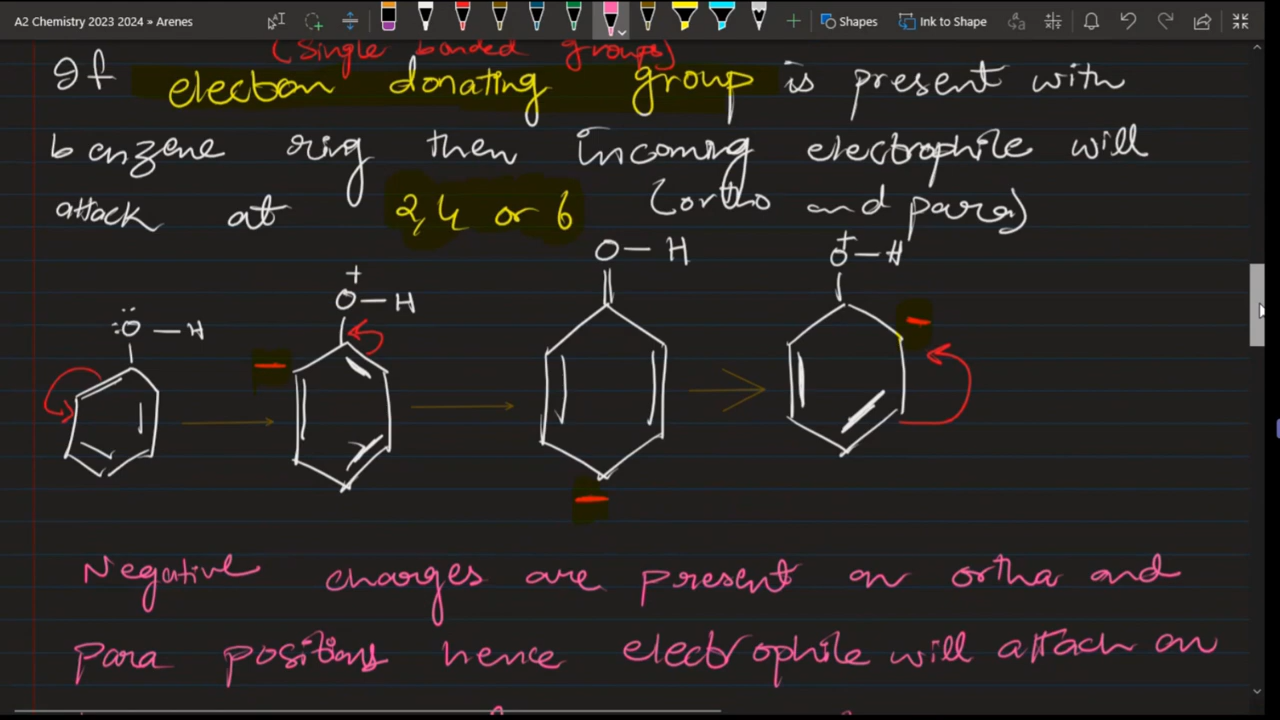 A2 Chemistry 2023 2024 » Arenes
Shapes
Ink to Shape
(Single bonded groups)
If electron donating group is present with
banzene ring then incoming electrophile will
attack at 2,4 or 6 (ortho and para)
O — H
+
O — H
+
O — H
:Ö — H
Negative charges are present on ortha and
para positions hence electrophile will attach on